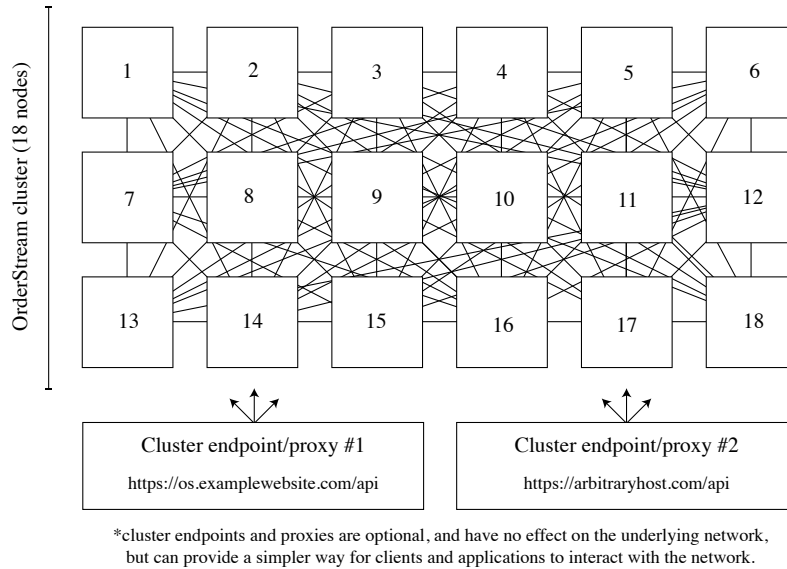 OrderStream cluster (18 nodes)
1
2
3
4
5
6
7
8
9
10
11
12
13
14
15
16
17
18
Cluster endpoint/proxy #1
https://os.examplewebsite.com/api
Cluster endpoint/proxy #2
https://arbitraryhost.com/api
*cluster endpoints and proxies are optional, and have no effect on the underlying network,
but can provide a simpler way for clients and applications to interact with the network.